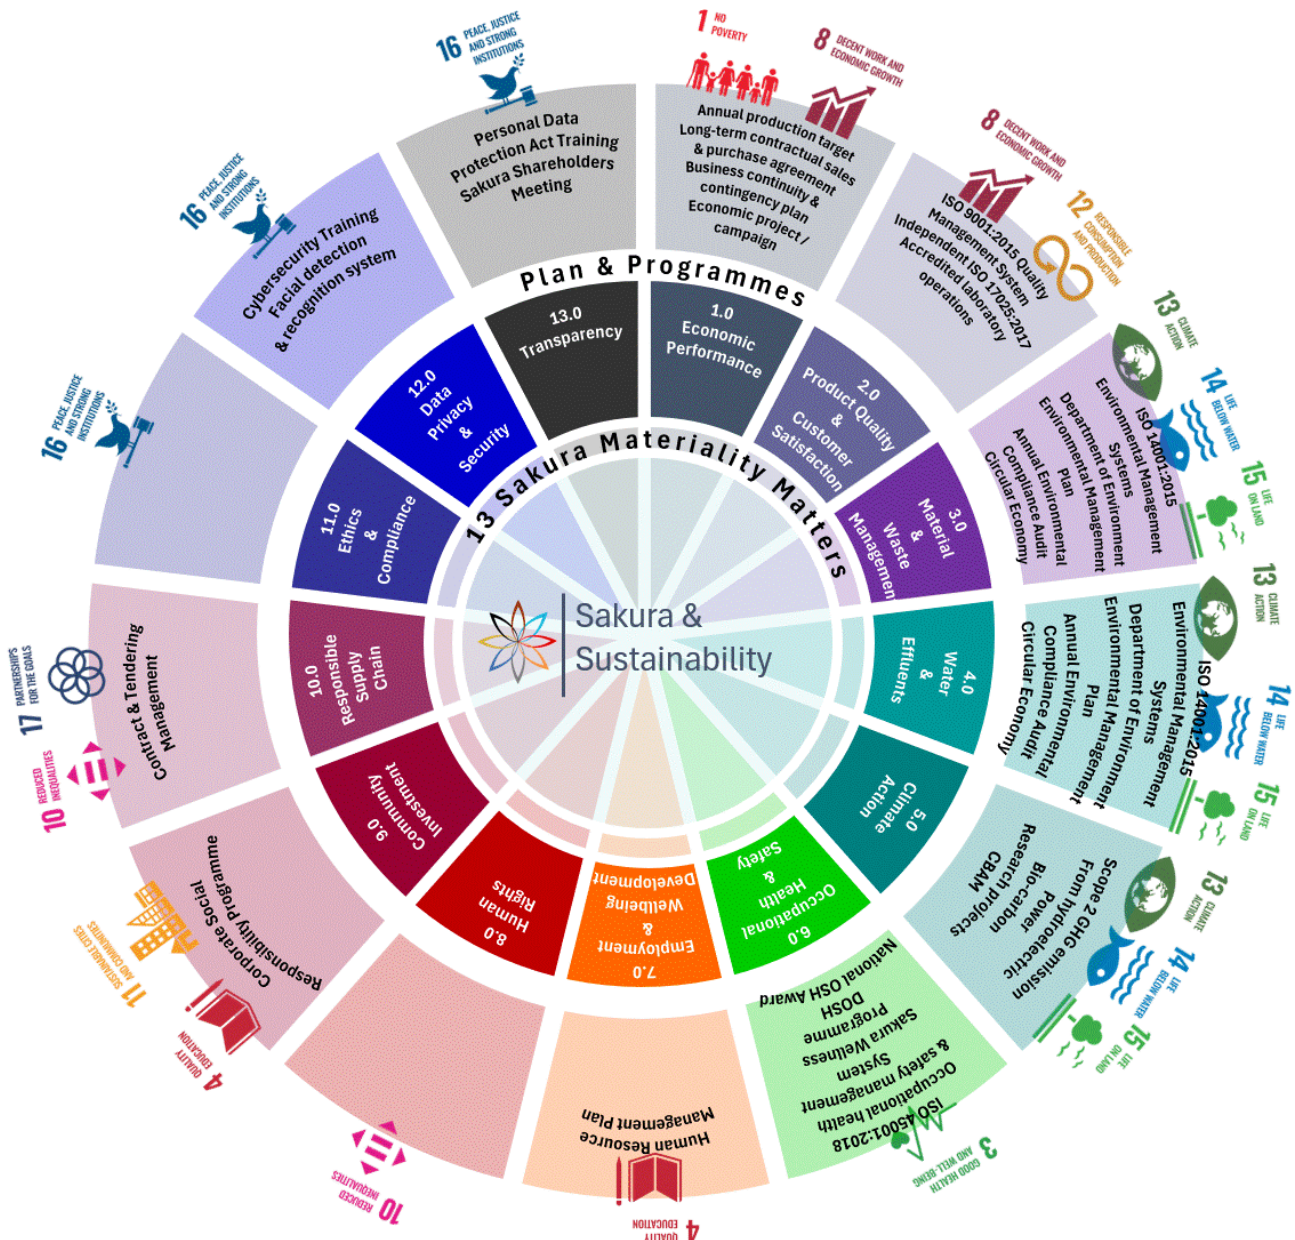 Sakura &
Sustainability
13 Sakura Materiality Matters
Plan & Programmes
1.0
Economic
Performance
Annual production target
Long-term contractual sales
& purchase agreement
Business continuity &
contingency plan
Economic project /
campaign
1 NO
POVERTY
8 DECENT WORK AND
ECONOMIC GROWTH
2.0
Product Quality
&
Customer
Satisfaction
ISO 9001:2015 Quality
Management System
Independent ISO 17025:2017
Accredited laboratory
operations
8 DECENT WORK AND
ECONOMIC GROWTH
12 RESPONSIBLE
CONSUMPTION
AND PRODUCTION
3.0
Material
&
Waste
Managemen
ISO 14001:2015
Environmental Management
Systems
Department of Environment
Environmental Management
Plan
Annual Environmental
Compliance Audit
Circular Economy
13 CLIMATE
ACTION
14 LIFE
BELOW WATER
15 LIFE
ON LAND
4.0
Water
&
Effluents
ISO 14001:2015
Environmental Management
Systems
Department of Environment
Environmental Management
Plan
Annual Environmental
Compliance Audit
Circular Economy
13 CLIMATE
ACTION
14 LIFE
BELOW WATER
15 LIFE
ON LAND
5.0
Climate
Action
Scope 2 GHG emission
From hydroelectric
Power
Bio-carbon
Research projects
CBAM
13 CLIMATE
ACTION
14 LIFE
BELOW WATER
15 LIFE
ON LAND
6.0
Occupational
Health
&
Safety
ISO 45001:2018
Occupational health
& safety management
System
Sakura Wellness
Programme
DOSH
National OSH Award
3 GOOD HEALTH
AND WELL-BEING
7.0
Employment
&
Wellbeing
Development
Human Resource
Management Plan
4 QUALITY
EDUCATION
8.0
Human
Rights
10 REDUCED
INEQUALITIES
9.0
Community
Investment
Corporate Social
Responsibility Programme
4 QUALITY
EDUCATION
11 SUSTAINABLE CITIES
AND COMMUNITIES
10.0
Responsible
Supply
Chain
Contract & Tendering
Management
10 REDUCED
INEQUALITIES
17 PARTNERSHIPS
FOR THE GOALS
11.0
Ethics
&
Compliance
16 PEACE, JUSTICE
AND STRONG
INSTITUTIONS
12.0
Data
Privacy
&
Security
Cybersecurity Training
Facial detection
& recognition system
16 PEACE, JUSTICE
AND STRONG
INSTITUTIONS
13.0
Transparency
Personal Data
Protection Act Training
Sakura Shareholders
Meeting
16 PEACE, JUSTICE
AND STRONG
INSTITUTIONS